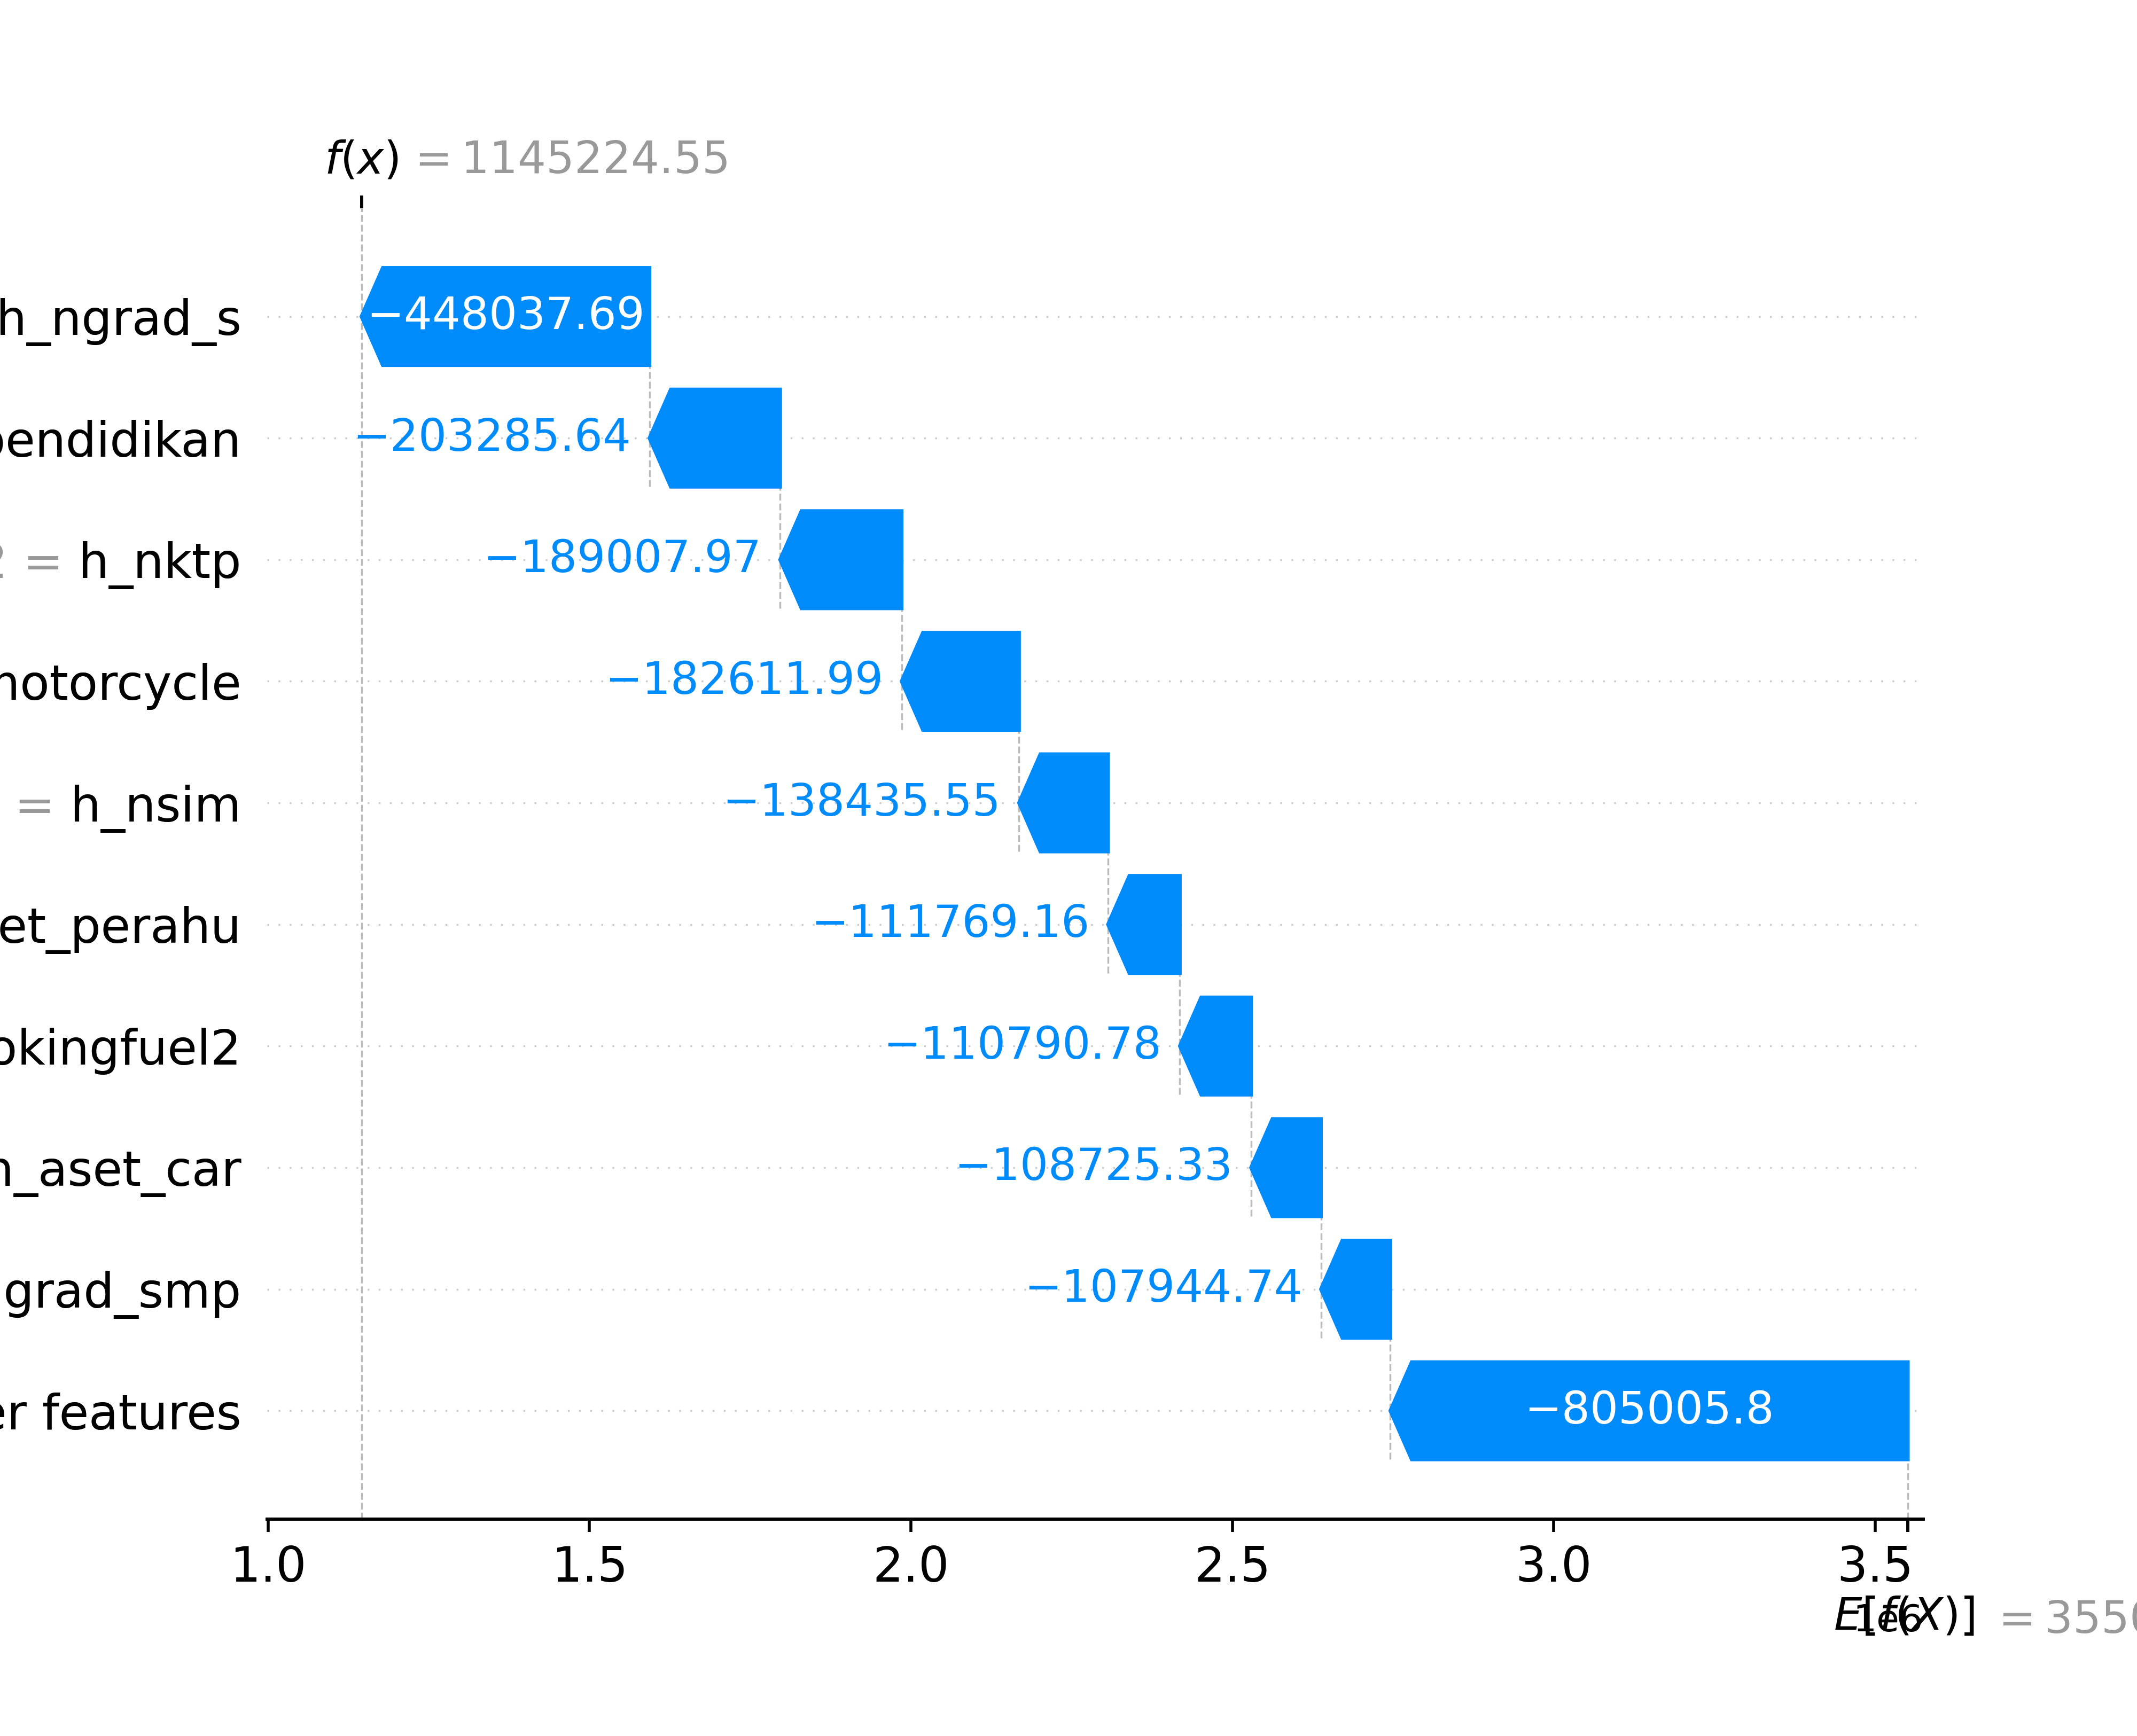 f(x) = 1145224.55
h_ngrad_s −448037.69
pendidikan −203285.64
= h_nktp −189007.97
motorcycle −182611.99
= h_nsim −138435.55
et_perahu −111769.16
okingfuel2 −110790.78
h_aset_car −108725.33
grad_smp −107944.74
er features −805005.8
1.0 1.5 2.0 2.5 3.0 3.5
1e6
E[f(X)] = 3550